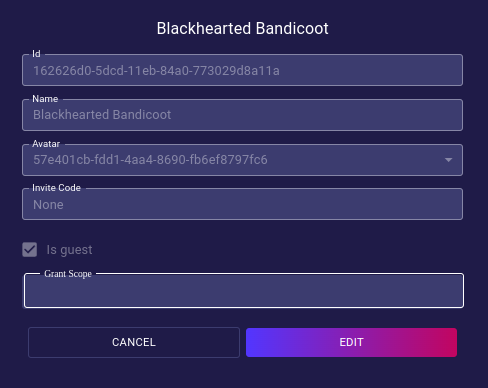 Blackhearted Bandicoot
Id
162626d0-5dcd-11eb-84a0-773029d8a11a
Name
Blackhearted Bandicoot
Avatar
57e401cb-fdd1-4aa4-8690-fb6ef8797fc6
Invite Code
None
Is guest
Grant Scope
CANCEL EDIT